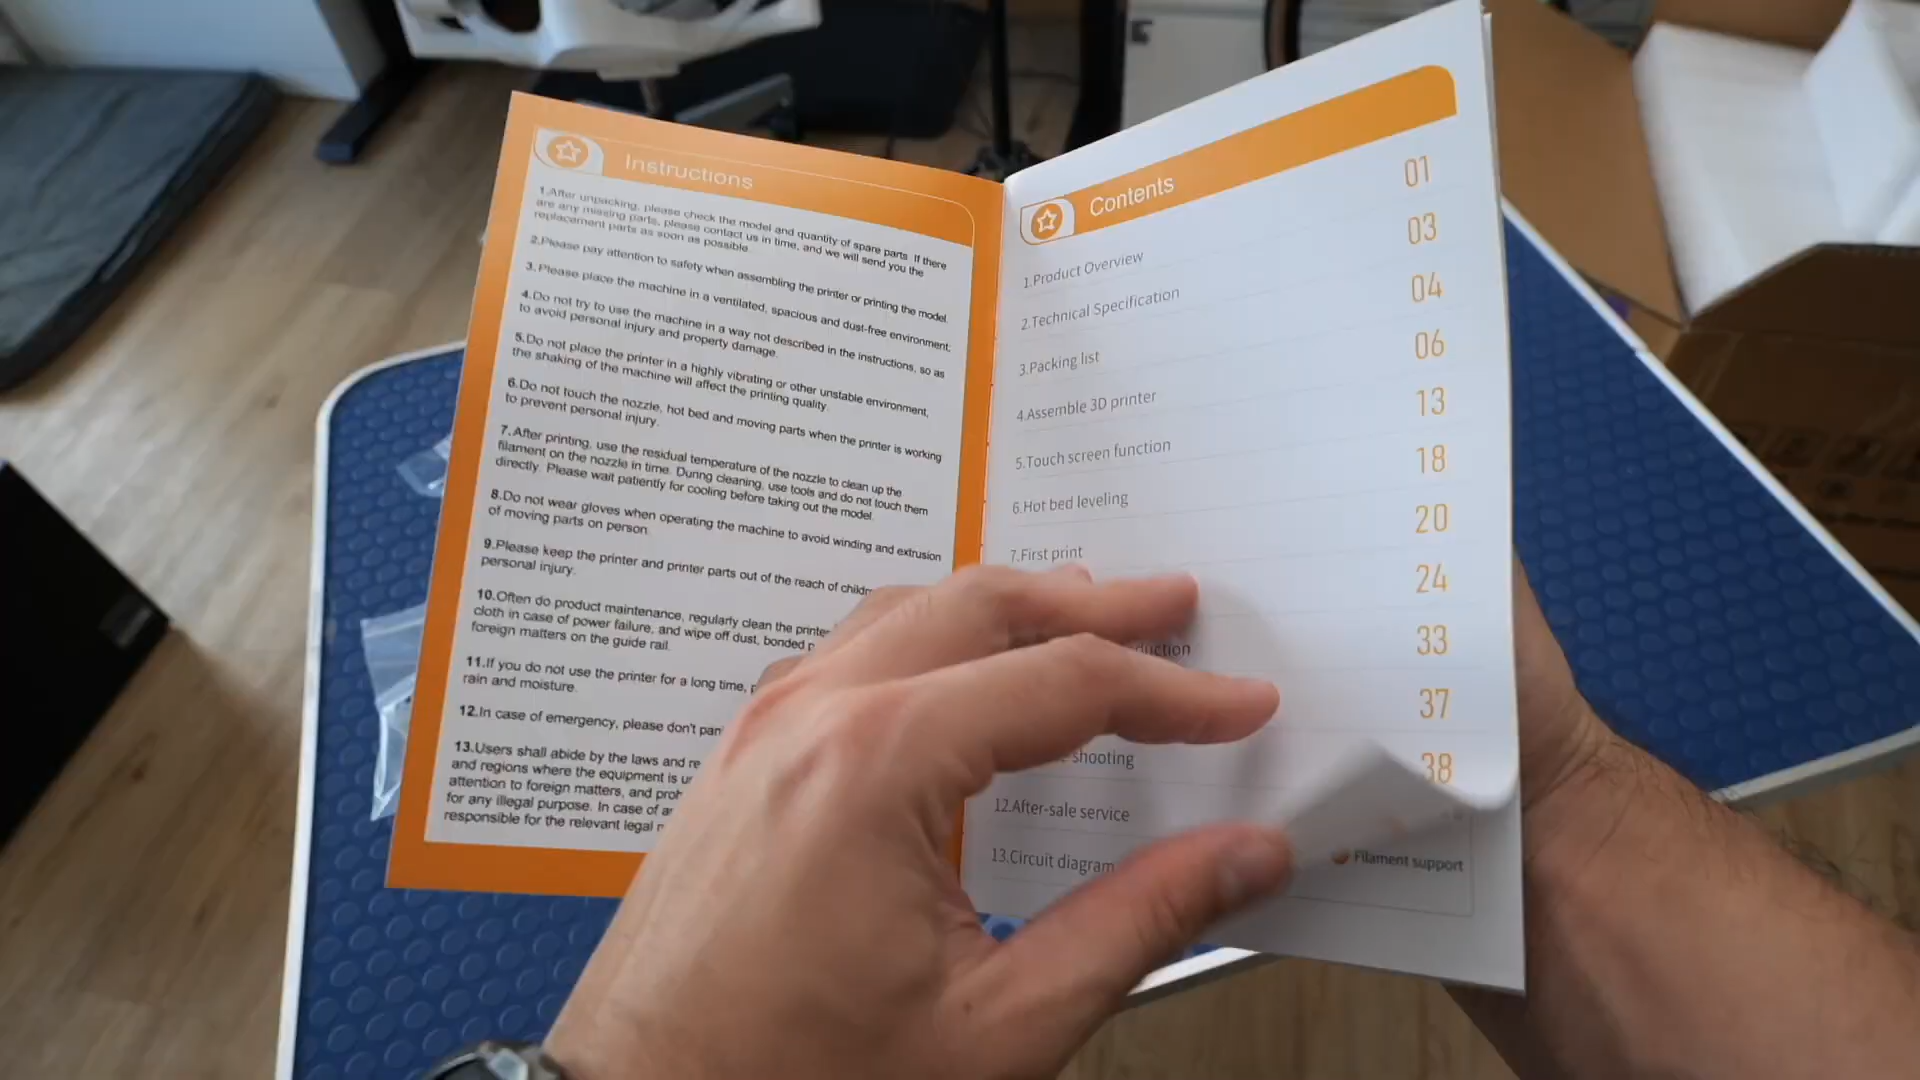 Instructions
1.After unpacking, please check the model and quantity of spare parts. If there
are any missing parts, please contact us in time, and we will send you the
replacement parts as soon as possible.
2.Please pay attention to safety when assembling the printer or printing the model.
3.Please place the machine in a ventilated, spacious and dust-free environment;
4.Do not try to use the machine in a way not described in the instructions, so as
to avoid personal injury and property damage.
5.Do not place the printer in a highly vibrating or other unstable environment,
the shaking of the machine will affect the printing quality.
6.Do not touch the nozzle, hot bed and moving parts when the printer is working
to prevent personal injury.
7.After printing, use the residual temperature of the nozzle to clean up the
filament on the nozzle in time. During cleaning, use tools and do not touch them
directly. Please wait patiently for cooling before taking out the model.
8.Do not wear gloves when operating the machine to avoid winding and extrusion
of moving parts on person.
9.Please keep the printer and printer parts out of the reach of
personal injury.
10.Often do product maintenance, regularly clean the
cloth in case of power failure, and wipe off dust, bonded
foreign matters on the guide rail.
11.If you do not use the printer for a long time,
rain and moisture.
12.In case of emergency, please don't
13.Users shall abide by the laws and
and regions where the equipment is
attention to foreign matters, and
for any illegal purpose. In case of
responsible for the relevant legal
Contents
1.Product Overview
01
2.Technical Specification
03
3.Packing list
04
4.Assemble 3D printer
06
5.Touch screen function
13
6.Hot bed leveling
18
7.First print
20
24
33
37
38
12.After-sale service
13.Circuit diagram
Filament support